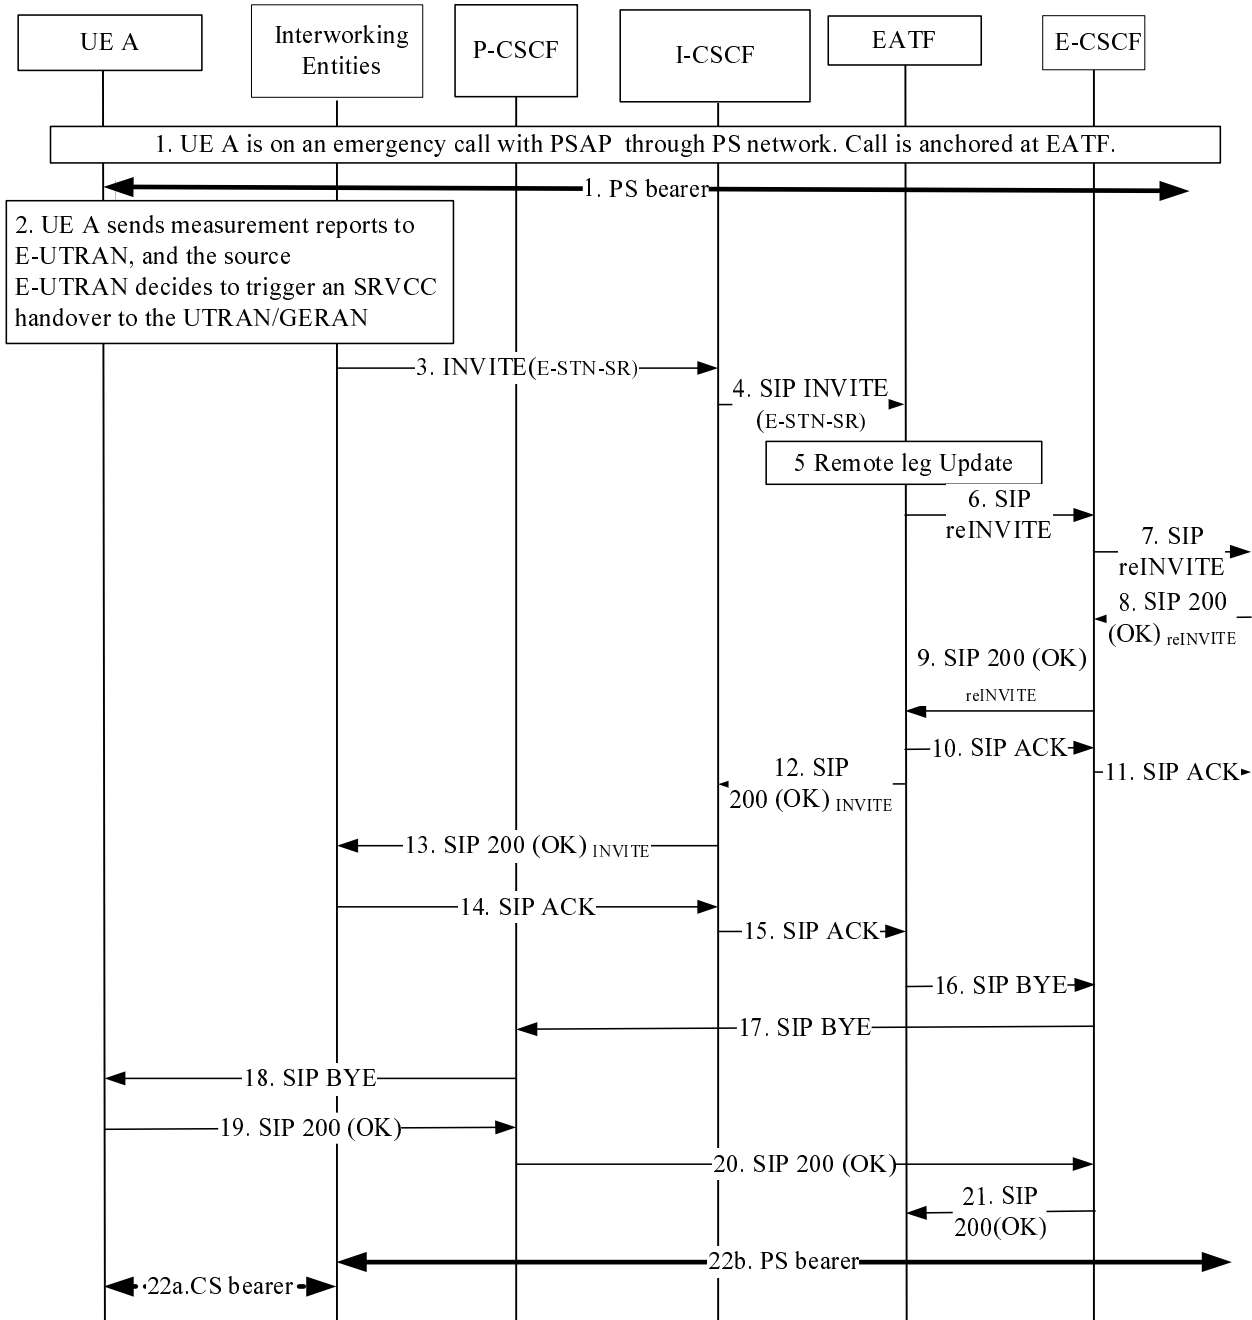 UE A
Interworking
Entities
P-CSCF
I-CSCF
EATF
E-CSCF
1. UE A is on an emergency call with PSAP through PS network. Call is anchored at EATF.
1. PS bearer
2. UE A sends measurement reports to
E-UTRAN, and the source
E-UTRAN decides to trigger an SRVCC
handover to the UTRAN/GERAN
3. INVITE(E-STN-SR)
4. SIP INVITE
(E-STN-SR)
5 Remote leg Update
6. SIP
reINVITE
7. SIP
reINVITE
8. SIP 200
(OK) reINVITE
9. SIP 200 (OK)
reINVITE
10. SIP ACK
11. SIP ACK
12. SIP
200 (OK) INVITE
13. SIP 200 (OK) INVITE
14. SIP ACK
15. SIP ACK
16. SIP BYE
17. SIP BYE
18. SIP BYE
19. SIP 200 (OK)
20. SIP 200 (OK)
21. SIP
200(OK)
22b. PS bearer
22a.CS bearer